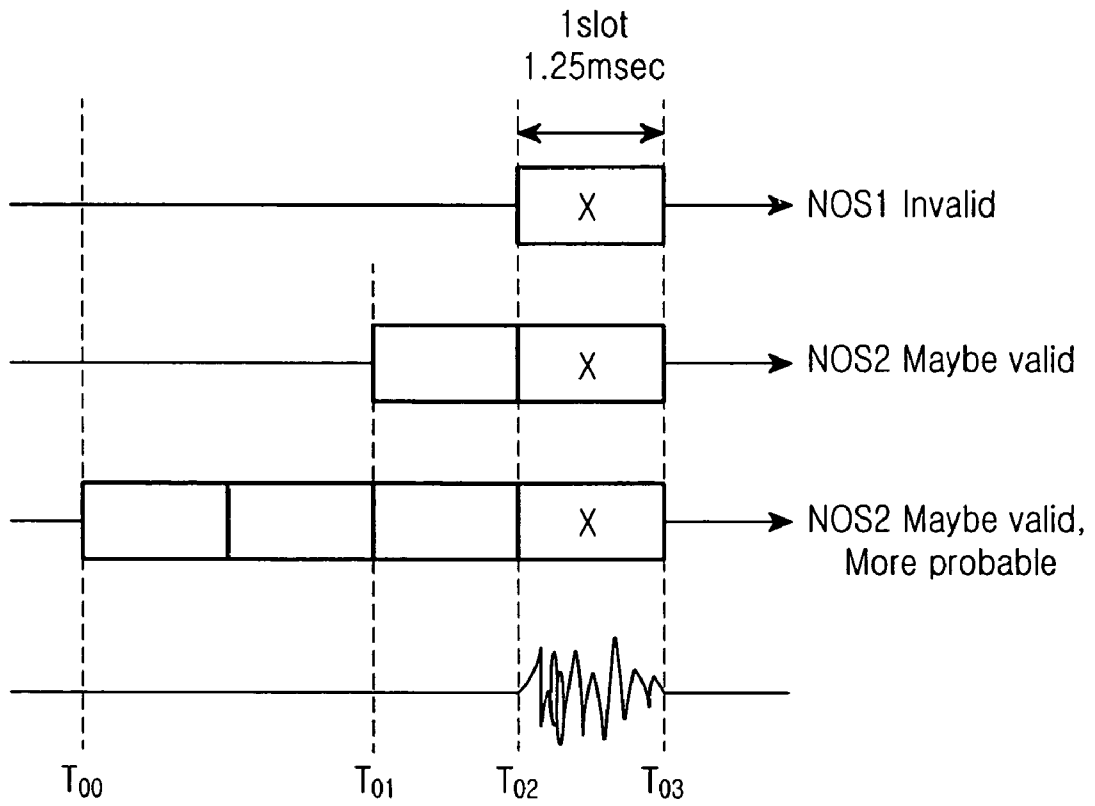 1slot
1.25msec
X
NOS1 Invalid
X
NOS2 Maybe valid
X
NOS2 Maybe valid,
More probable
T00 T01 T02 T03